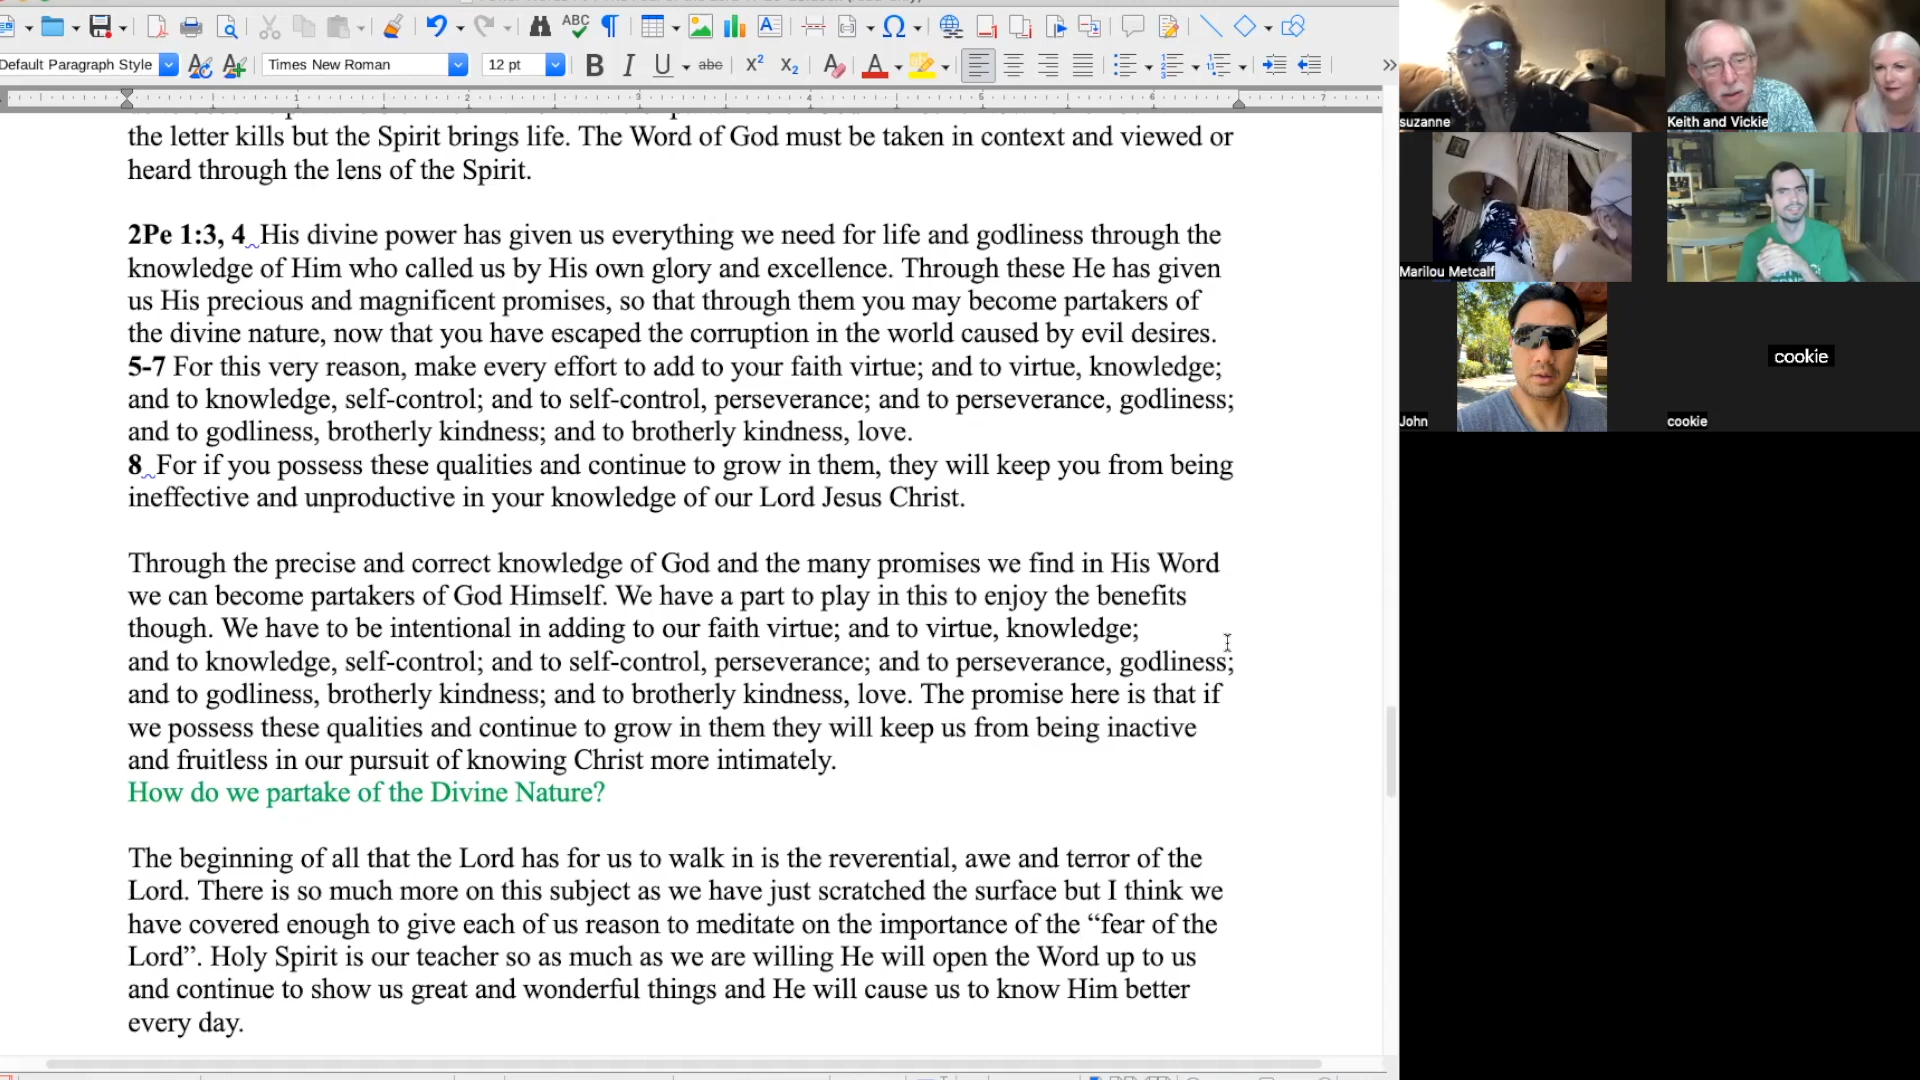 Default Paragraph Style
Times New Roman
12 pt
1 2 3 4 5 6 7
the letter kills but the Spirit brings life. The Word of God must be taken in context and viewed or
heard through the lens of the Spirit.
2Pe 1:3, 4 His divine power has given us everything we need for life and godliness through the
knowledge of Him who called us by His own glory and excellence. Through these He has given
us His precious and magnificent promises, so that through them you may become partakers of
the divine nature, now that you have escaped the corruption in the world caused by evil desires.
5-7 For this very reason, make every effort to add to your faith virtue; and to virtue, knowledge;
and to knowledge, self-control; and to self-control, perseverance; and to perseverance, godliness;
and to godliness, brotherly kindness; and to brotherly kindness, love.
8 For if you possess these qualities and continue to grow in them, they will keep you from being
ineffective and unproductive in your knowledge of our Lord Jesus Christ.
Through the precise and correct knowledge of God and the many promises we find in His Word
we can become partakers of God Himself. We have a part to play in this to enjoy the benefits
though. We have to be intentional in adding to our faith virtue; and to virtue, knowledge;
and to knowledge, self-control; and to self-control, perseverance; and to perseverance, godliness;
and to godliness, brotherly kindness; and to brotherly kindness, love. The promise here is that if
we possess these qualities and continue to grow in them they will keep us from being inactive
and fruitless in our pursuit of knowing Christ more intimately.
How do we partake of the Divine Nature?
The beginning of all that the Lord has for us to walk in is the reverential, awe and terror of the
Lord. There is so much more on this subject as we have just scratched the surface but I think we
have covered enough to give each of us reason to meditate on the importance of the “fear of the
Lord”. Holy Spirit is our teacher so as much as we are willing He will open the Word up to us
and continue to show us great and wonderful things and He will cause us to know Him better
every day.
suzanne
Keith and Vickie
Marilou Metcalf
John
cookie
cookie